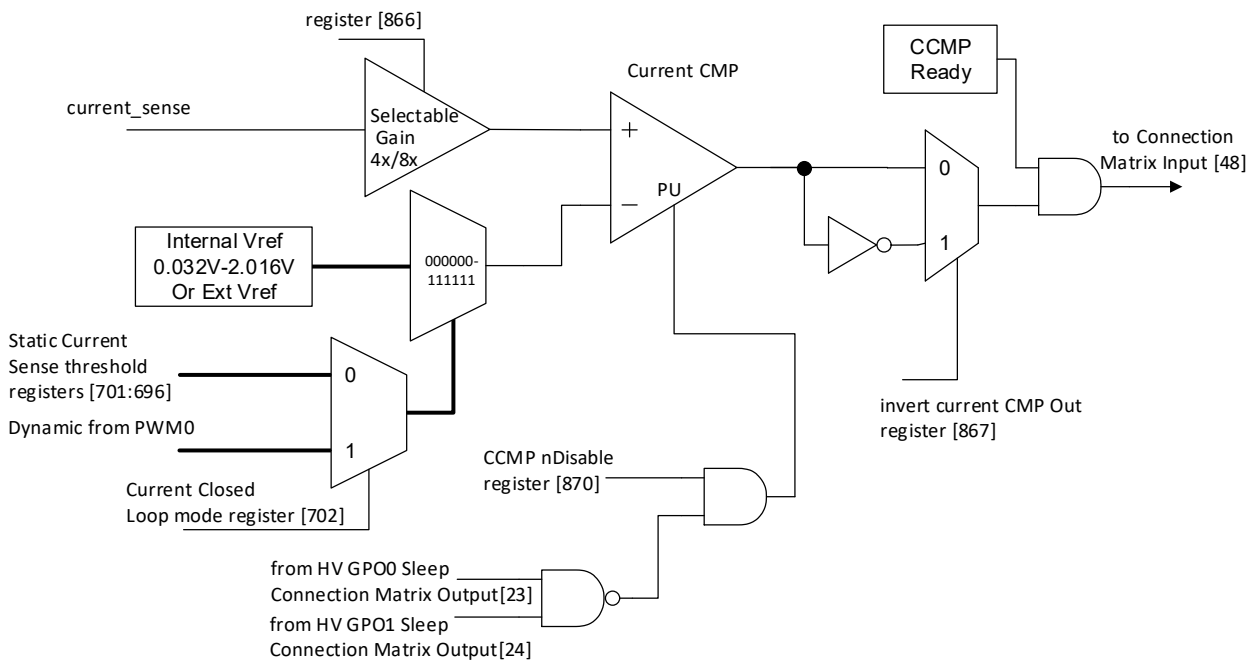 register [866]
current_sense
Selectable
Gain
4x/8x
Current CMP
+
−
PU
CCMP
Ready
0
1
to Connection
Matrix Input [48]
Internal Vref
0.032V-2.016V
Or Ext Vref
000000-
111111
Static Current
Sense threshold
registers [701:696]
Dynamic from PWM0
0
1
Current Closed
Loop mode register [702]
invert current CMP Out
register [867]
CCMP nDisable
register [870]
from HV GPO0 Sleep
Connection Matrix Output[23]
from HV GPO1 Sleep
Connection Matrix Output[24]